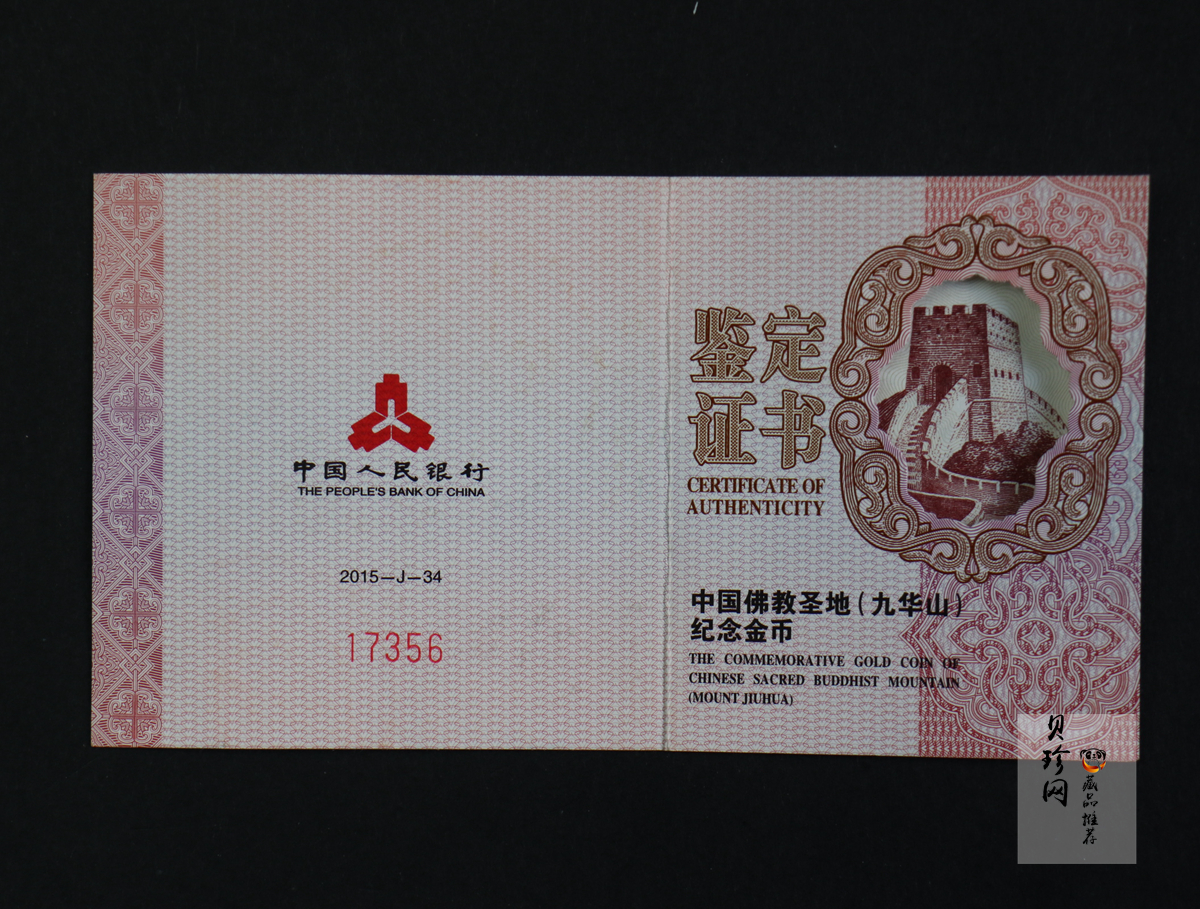 中国人民银行
THE PEOPLE'S BANK OF CHINA
2015-J-34
17356
鉴定
证书
CERTIFICATE OF
AUTHENTICITY
中国佛教圣地(九华山)
纪念金币
THE COMMEMORATIVE GOLD COIN OF
CHINESE SACRED BUDDHIST MOUNTAIN
(MOUNT JIUHUA)
贝珍网
藏品推荐